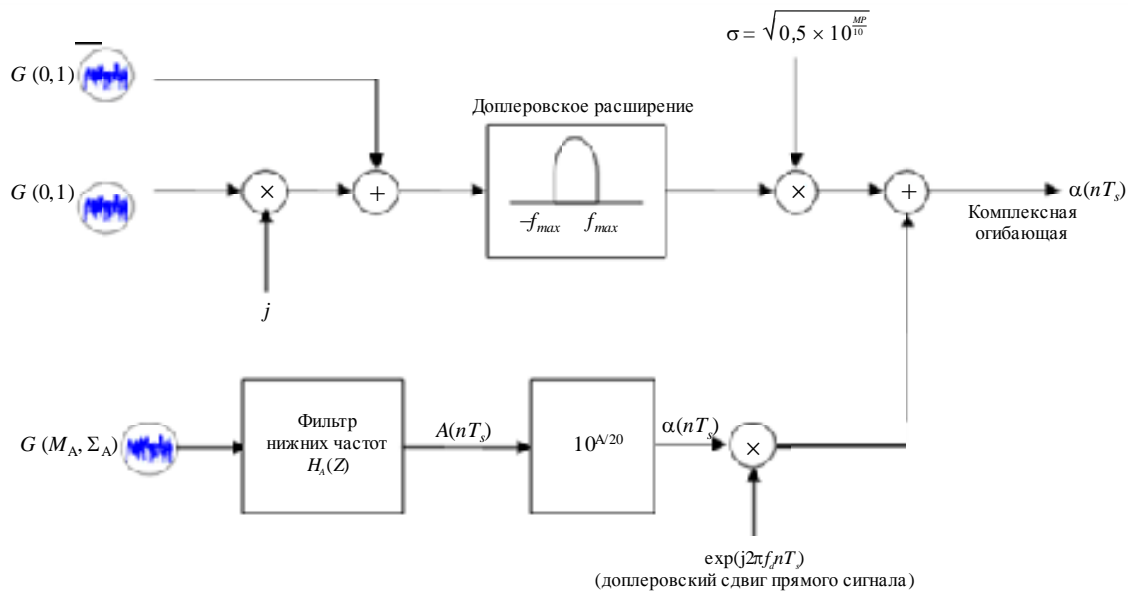 σ = √0,5 × 10^(MP/10)
G (0,1)
Доплеровское расширение
G (0,1)
×
+
–f_max f_max
×
+
α(nT_s)
Комплексная
огибающая
j
G (M_A, Σ_A)
Фильтр
нижних частот
H_A(Z)
A(nT_s)
10^A/20
α(nT_s)
×
exp(j2πf_d nT_s)
(доплеровский сдвиг прямого сигнала)